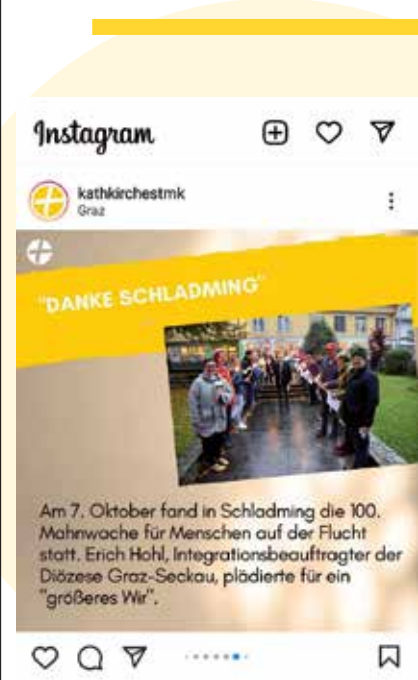 Instagram
kathkirchestmk
Graz
"DANKE SCHLADMING"
Am 7. Oktober fand in Schladming die 100.
Mahnwache für Menschen auf der Flucht
statt. Erich Hohl, Integrationsbeauftragter der
Diözese Graz-Seckau, plädierte für ein
"größeres Wir".